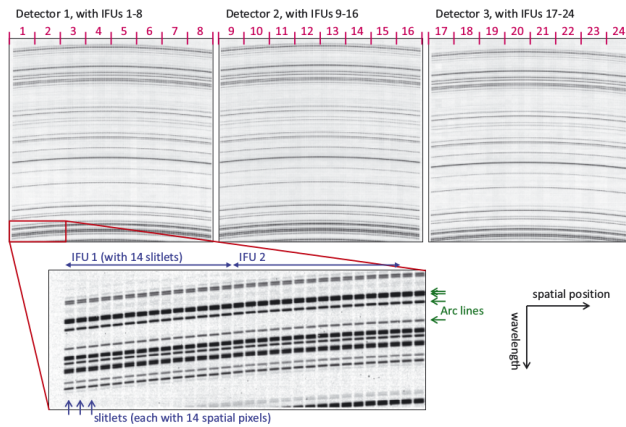 Detector 1, with IFUs 1-8
Detector 2, with IFUs 9-16
Detector 3, with IFUs 17-24
1 2 3 4 5 6 7 8
9 10 11 12 13 14 15 16
17 18 19 20 21 22 23 24
IFU 1 (with 14 slitlets)
IFU 2
Arc lines
spatial position
wavelength
slitlets (each with 14 spatial pixels)